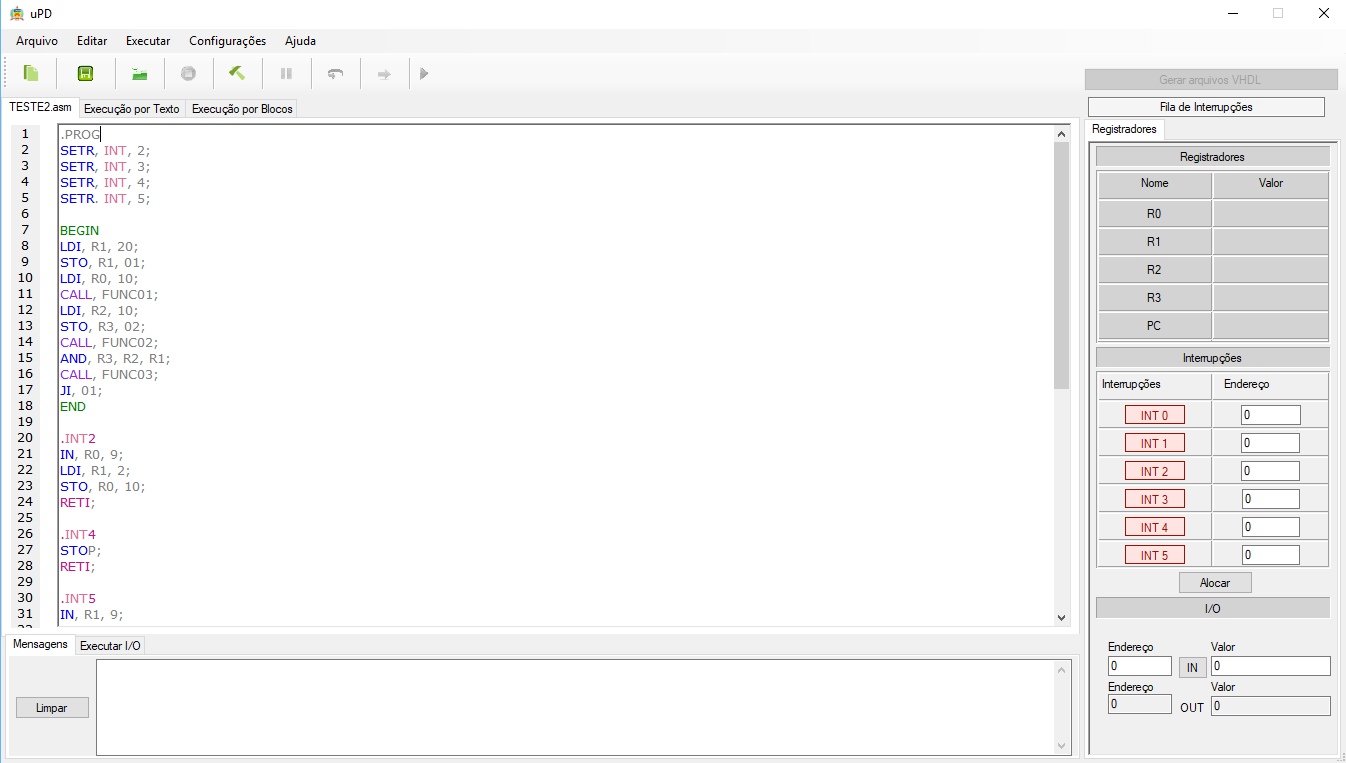 uPD
Arquivo Editar Executar Configurações Ajuda
Gerar arquivos VHDL
TESTE2.asm Execução por Texto Execução por Blocos
Fila de Interrupções
Registradores
1 .PROG
2 SETR, INT, 2;
3 SETR, INT, 3;
4 SETR, INT, 4;
5 SETR. INT, 5;
6
7 BEGIN
8 LDI, R1, 20;
9 STO, R1, 01;
10 LDI, R0, 10;
11 CALL, FUNC01;
12 LDI, R2, 10;
13 STO, R3, 02;
14 CALL, FUNC02;
15 AND, R3, R2, R1;
16 CALL, FUNC03;
17 JI, 01;
18 END
19
20 .INT2
21 IN, R0, 9;
22 LDI, R1, 2;
23 STO, R0, 10;
24 RETI;
25
26 .INT4
27 STOP;
28 RETI;
29
30 .INT5
31 IN, R1, 9;
Registradores
Nome Valor
R0
R1
R2
R3
PC
Interrupções
Interrupções Endereço
INT 0 0
INT 1 0
INT 2 0
INT 3 0
INT 4 0
INT 5 0
Alocar
I/O
Endereço Valor
0 IN 0
Endereço Valor
0 OUT 0
Mensagens Executar I/O
Limpar